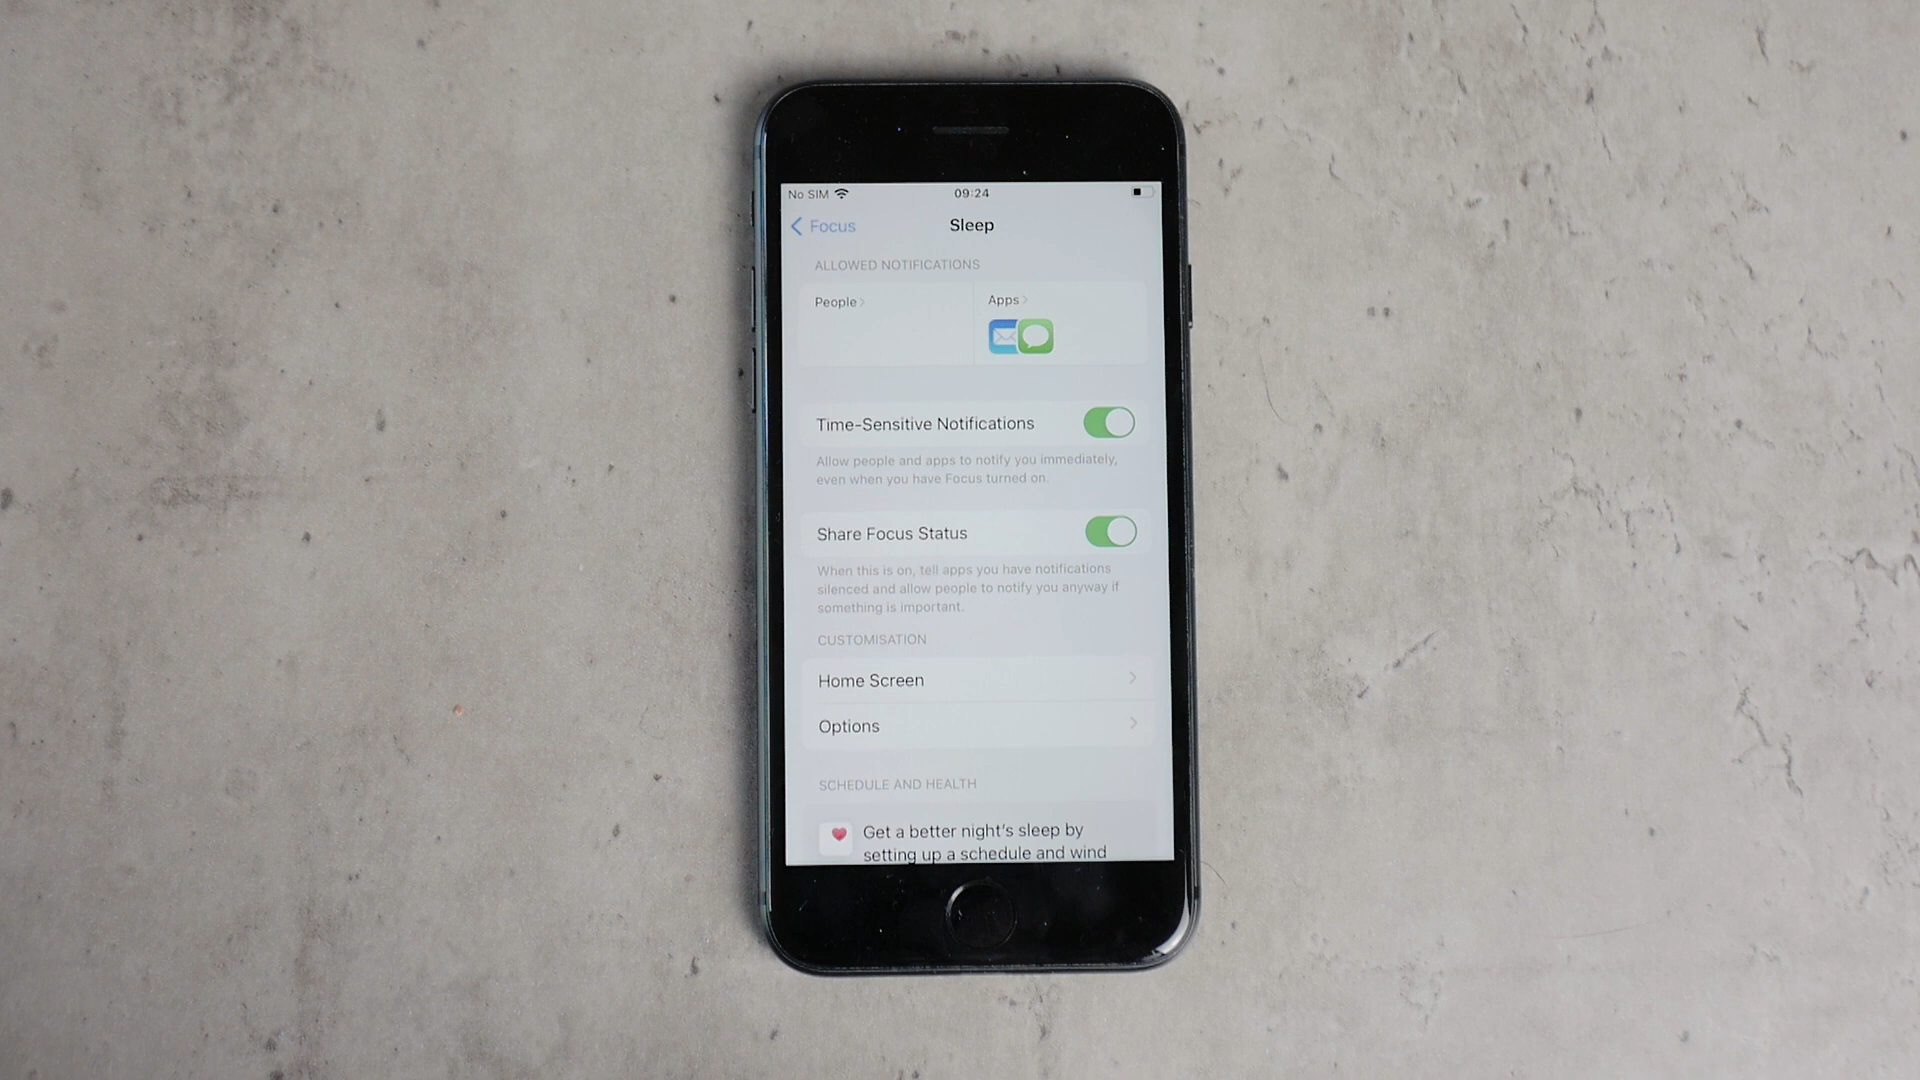 No SIM 09:24
Focus Sleep
ALLOWED NOTIFICATIONS
People Apps
Time-Sensitive Notifications
Allow people and apps to notify you immediately,
even when you have Focus turned on.
Share Focus Status
When this is on, tell apps you have notifications
silenced and allow people to notify you anyway if
something is important.
CUSTOMISATION
Home Screen
Options
SCHEDULE AND HEALTH
Get a better night's sleep by
setting up a schedule and wind